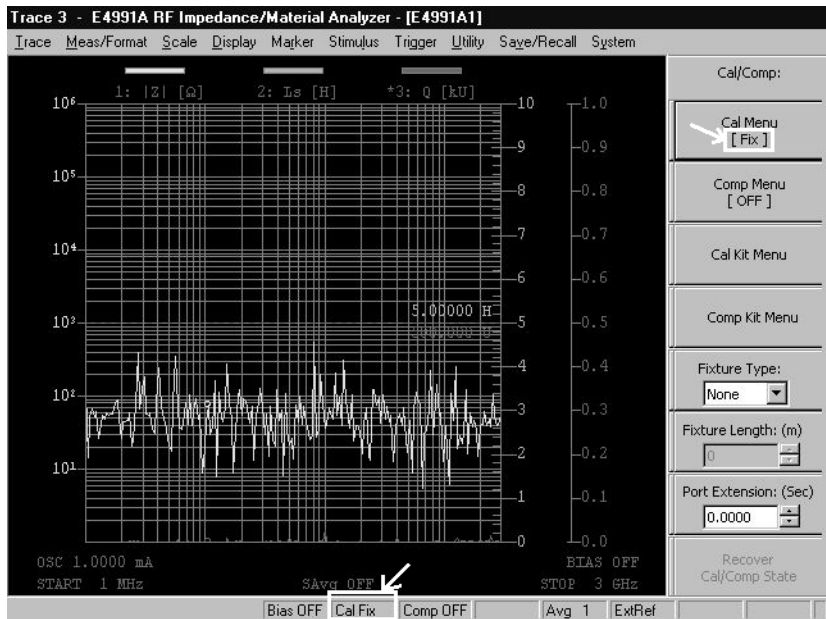 Trace 3 - E4991A RF Impedance/Material Analyzer - [E4991A1]
Trace Meas/Format Scale Display Marker Stimulus Trigger Utility Save/Recall System
1: |Z| [Ω] 2: Ls [H] *3: Q [kU]
10⁶
10⁵
10⁴
10³
10²
10¹
10
9
8
7
6
5
4
3
2
1
0
1.0
0.9
0.8
0.7
0.6
0.5
0.4
0.3
0.2
0.1
0.0
5.00000 H
OSC 1.0000 mA BIAS OFF
START 1 MHz SAvg OFF STOP 3 GHz
Cal/Comp:
Cal Menu
[ Fix ]
Comp Menu
[ OFF ]
Cal Kit Menu
Comp Kit Menu
Fixture Type:
None
Fixture Length: (m)
0
Port Extension: (Sec)
0.0000
Recover
Cal/Comp State
Bias OFF Cal Fix Comp OFF Avg 1 ExtRef